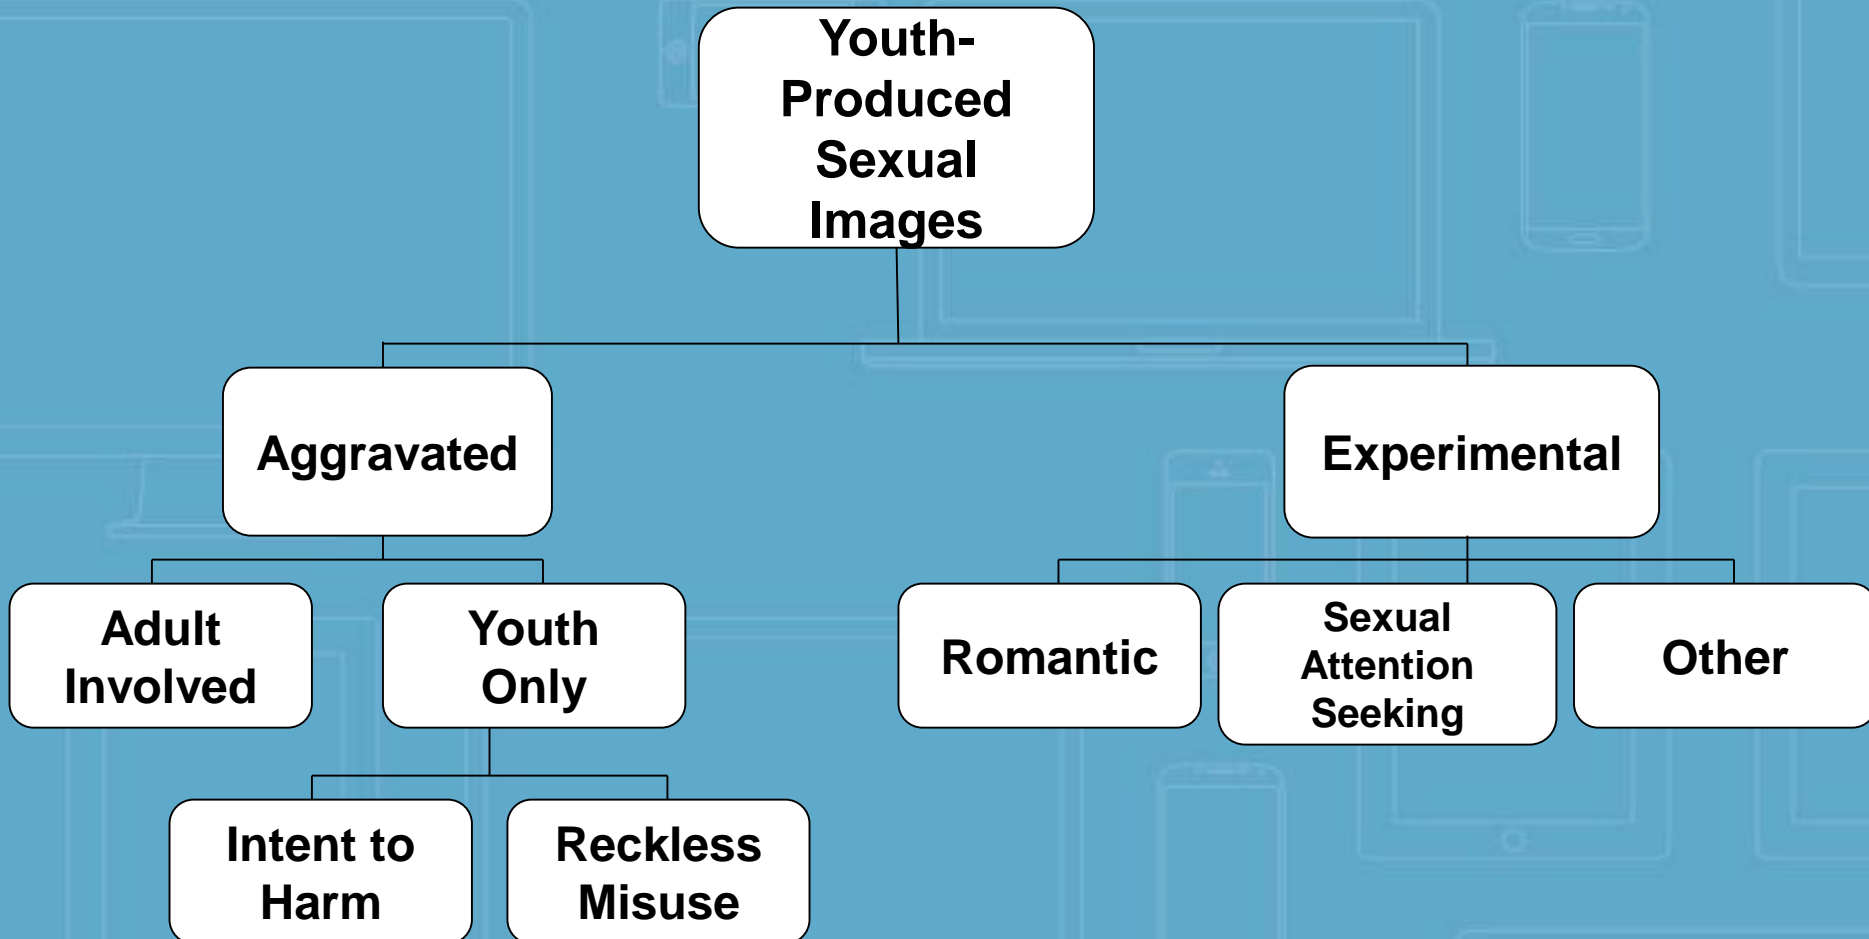 Youth-
Produced
Sexual
Images
Aggravated
Experimental
Adult
Involved
Youth
Only
Romantic
Sexual
Attention
Seeking
Other
Intent to
Harm
Reckless
Misuse